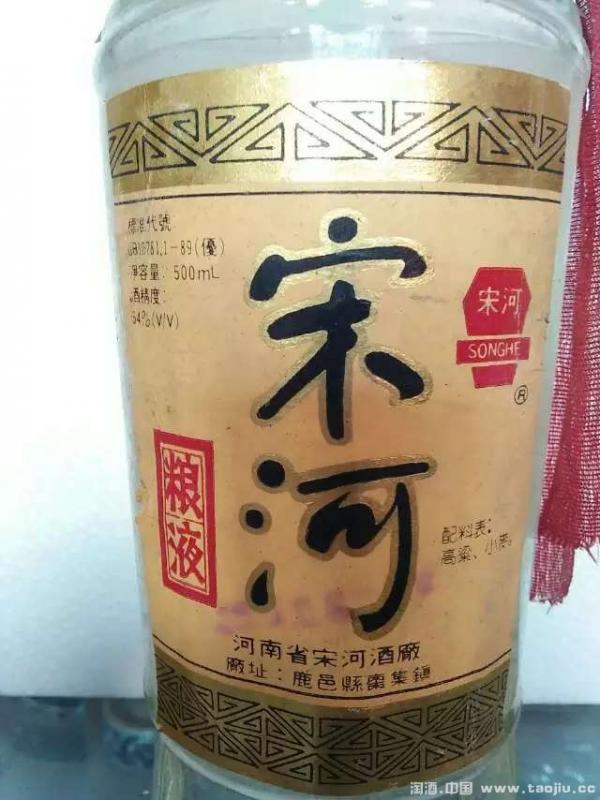 標準代號
GB10781.1-89(優)
淨容量: 500mL
酒精度:
54%(V/V)
宋河
宋河
SONGHE
®
粮液
配料表:
高粱、小麦。
河南省宋河酒廠
廠址: 鹿邑縣棗集鎮
淘酒.中国 www.taojiu.cc